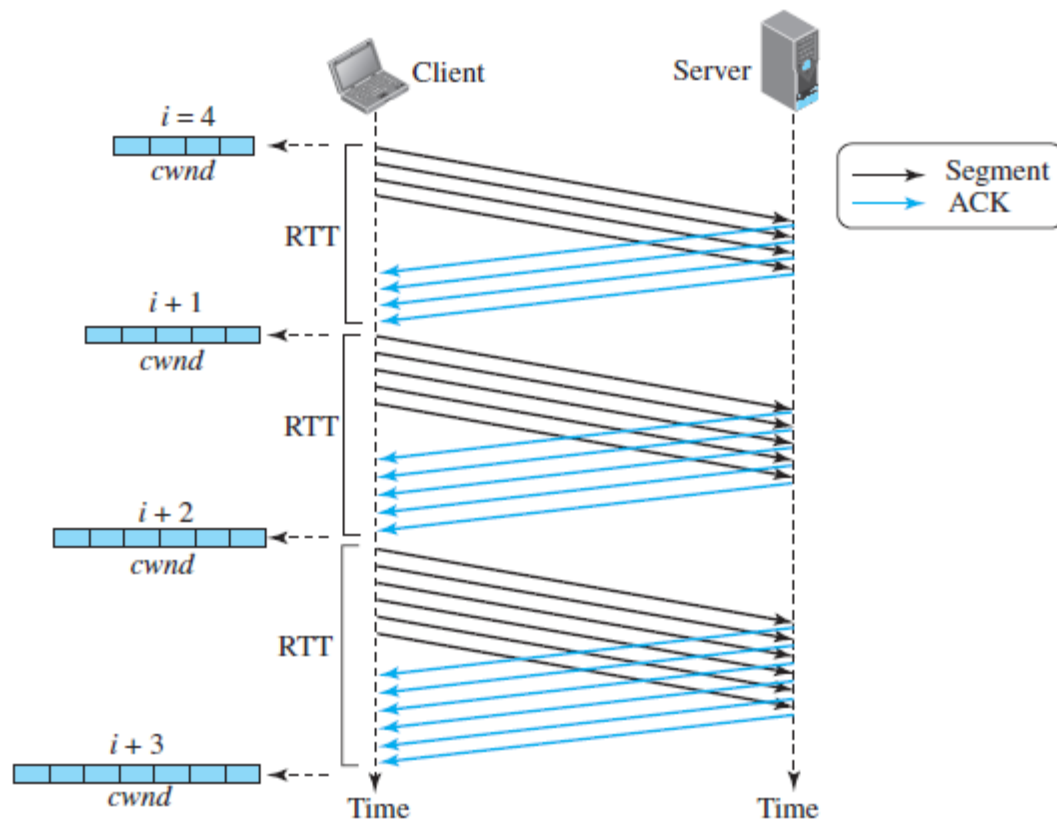 Client
Server
i = 4
cwnd
Segment
ACK
RTT
i + 1
cwnd
RTT
i + 2
cwnd
RTT
i + 3
cwnd
Time
Time